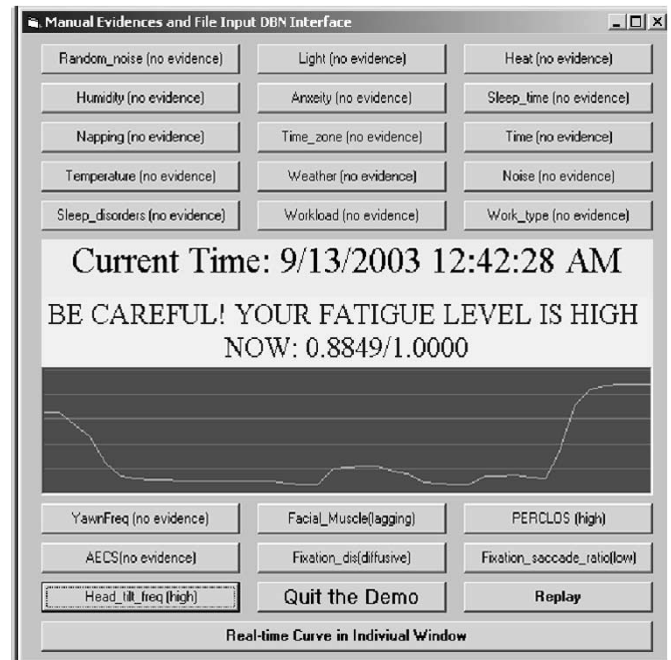 Manual Evidences and File Input DBN Interface
Random_noise (no evidence) Light (no evidence) Heat (no evidence)
Humidity (no evidence) Anxeity (no evidence) Sleep_time (no evidence)
Napping (no evidence) Time_zone (no evidence) Time (no evidence)
Temperature (no evidence) Weather (no evidence) Noise (no evidence)
Sleep_disorders (no evidence) Workload (no evidence) Work_type (no evidence)
Current Time: 9/13/2003 12:42:28 AM
BE CAREFUL! YOUR FATIGUE LEVEL IS HIGH
NOW: 0.8849/1.0000
YawnFreq (no evidence) Facial_Muscle(lagging) PERCLOS (high)
AECS(no evidence) Fixation_dis(diffusive) Fixation_saccade_ratio(low)
Head_tilt_freq (high) Quit the Demo Replay
Real-time Curve in Indiviual Window